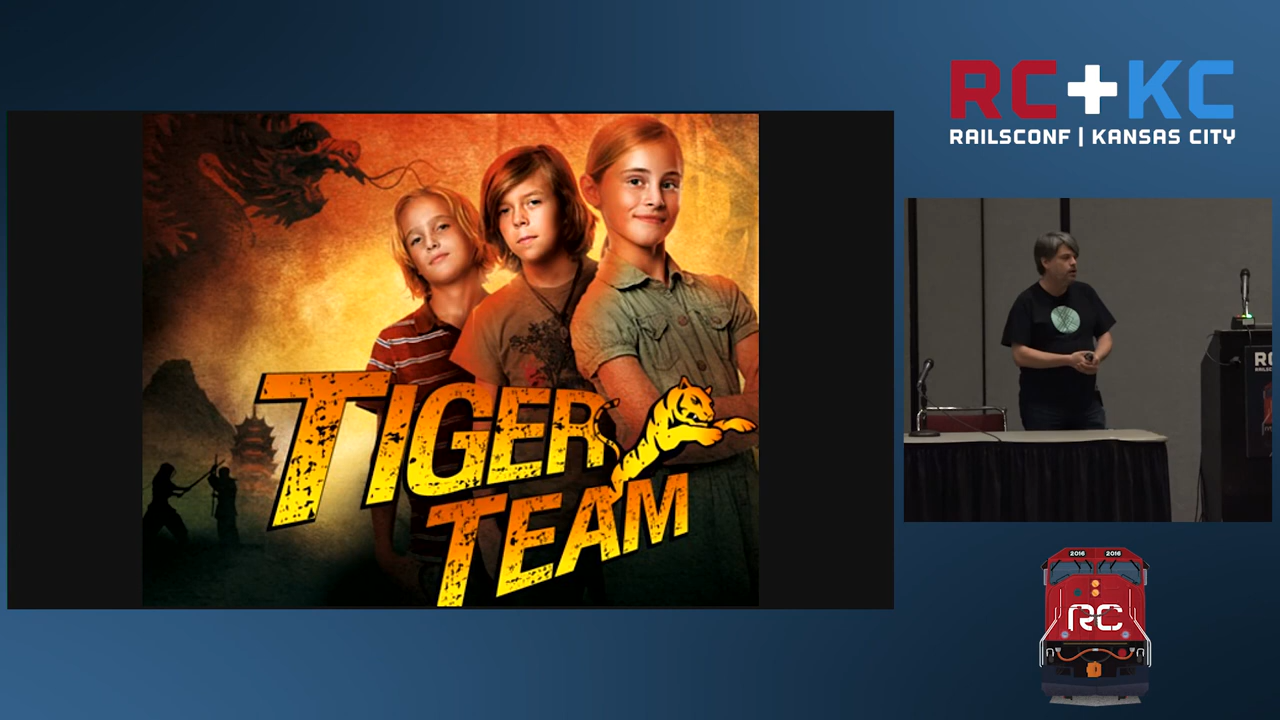 RC+KC
RAILSCONF | KANSAS CITY
TIGER
TEAM
2016 2016
RC